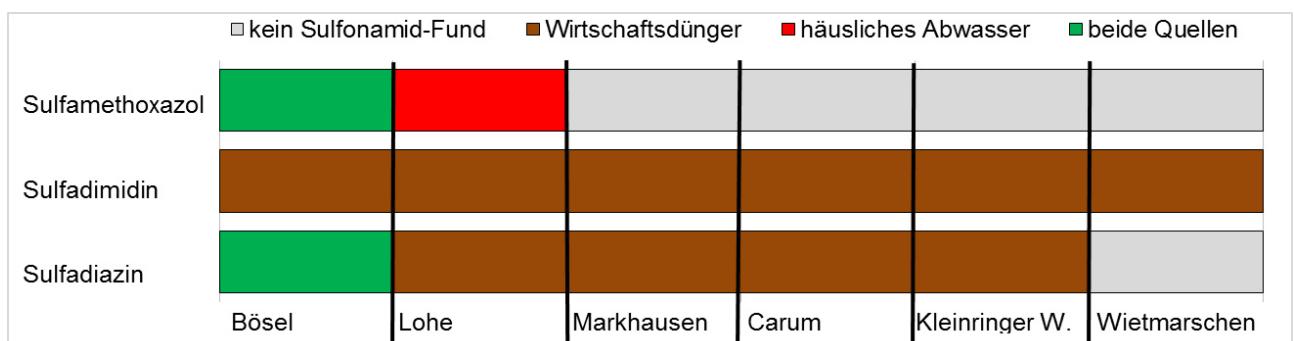 kein Sulfonamid-Fund Wirtschaftsdünger häusliches Abwasser beide Quellen
Sulfamethoxazol
Sulfadimidin
Sulfadiazin
Bösel Lohe Markhausen Carum Kleinringer W. Wietmarschen